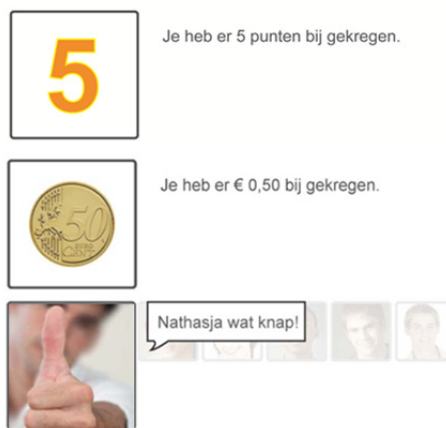 5
Je heb er 5 punten bij gekregen.
50
EURO
CENT
Je heb er € 0,50 bij gekregen.
Nathasja wat knap!